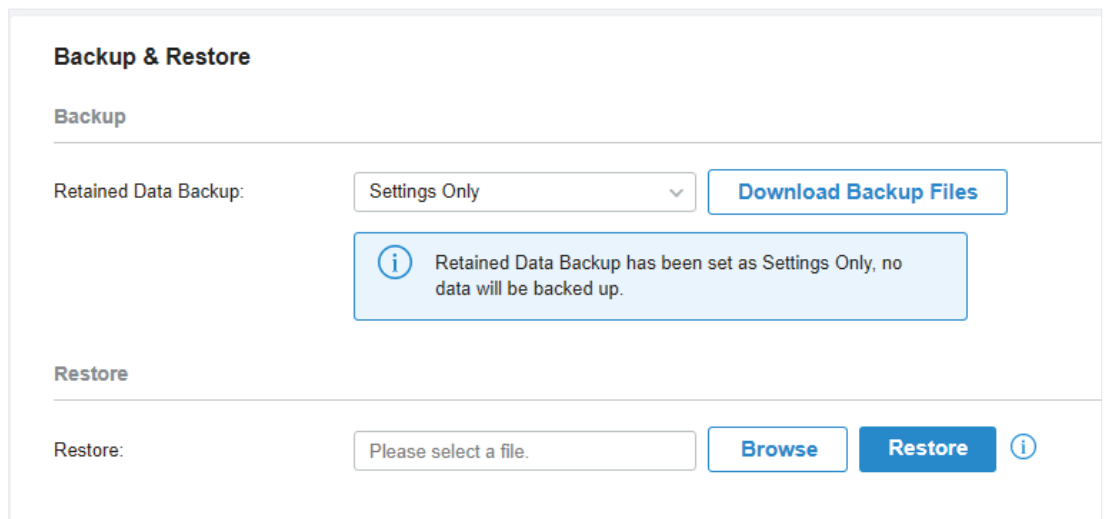 Backup & Restore
Backup
Retained Data Backup:
Settings Only
Download Backup Files
Retained Data Backup has been set as Settings Only, no
data will be backed up.
Restore
Restore:
Please select a file.
Browse
Restore